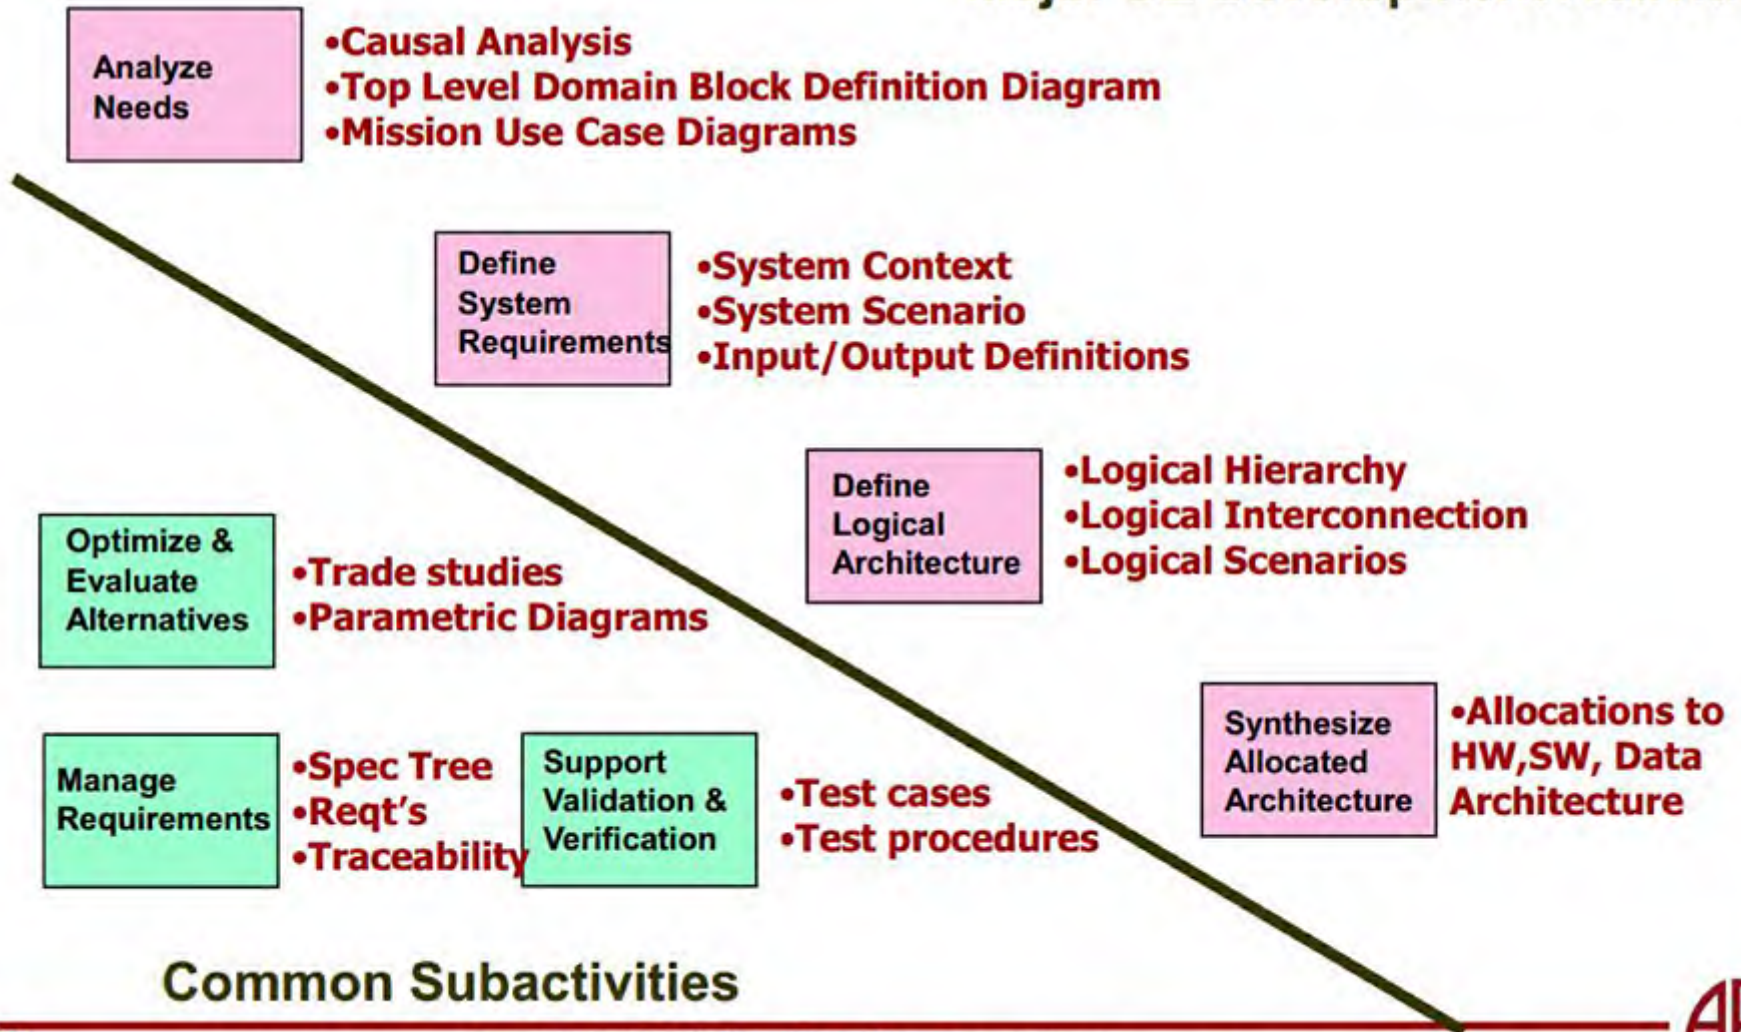 Analyze
Needs
•Causal Analysis
•Top Level Domain Block Definition Diagram
•Mission Use Case Diagrams
Define
System
Requirements
•System Context
•System Scenario
•Input/Output Definitions
Define
Logical
Architecture
•Logical Hierarchy
•Logical Interconnection
•Logical Scenarios
Optimize &
Evaluate
Alternatives
•Trade studies
•Parametric Diagrams
Synthesize
Allocated
Architecture
•Allocations to
HW,SW, Data
Architecture
Manage
Requirements
•Spec Tree
•Reqt’s
•Traceability
Support
Validation &
Verification
•Test cases
•Test procedures
Common Subactivities